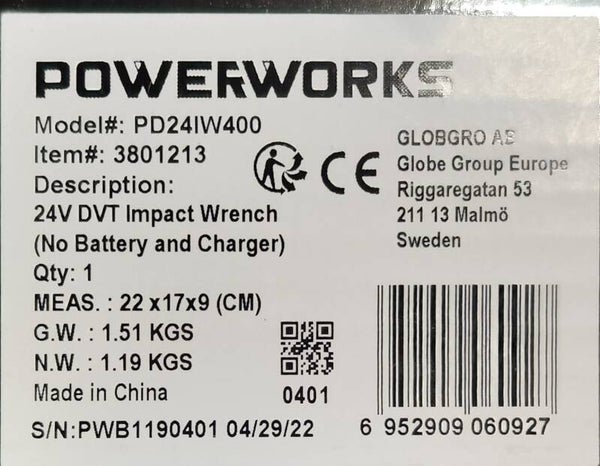 POWERWORKS
Model#: PD24IW400
Item#: 3801213
Description:
24V DVT Impact Wrench
(No Battery and Charger)
Qty: 1
MEAS. : 22 x17x9 (CM)
G.W. : 1.51 KGS
N.W. : 1.19 KGS
Made in China
S/N:PWB1190401 04/29/22
CE
GLOBGRO AB
Globe Group Europe
Riggaregatan 53
211 13 Malmö
Sweden
0401
6 952909 060927